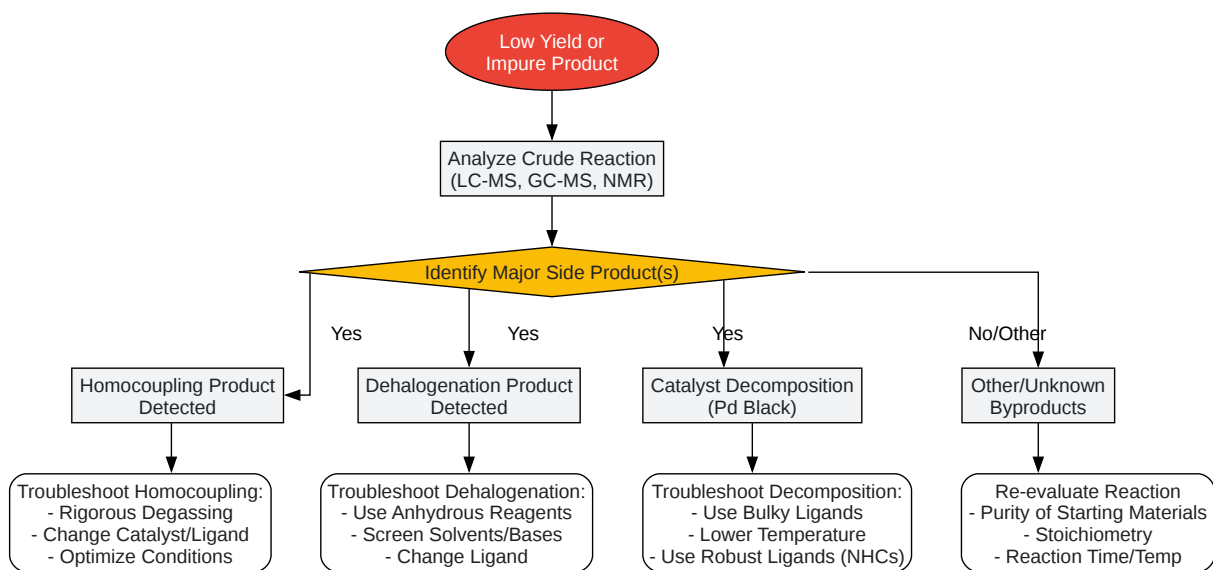 Low Yield or
Impure Product
Analyze Crude Reaction
(LC-MS, GC-MS, NMR)
Identify Major Side Product(s)
Yes
Yes
Yes
No/Other
Homocoupling Product
Detected
Dehalogenation Product
Detected
Catalyst Decomposition
(Pd Black)
Other/Unknown
Byproducts
Troubleshoot Homocoupling:
- Rigorous Degassing
- Change Catalyst/Ligand
- Optimize Conditions
Troubleshoot Dehalogenation:
- Use Anhydrous Reagents
- Screen Solvents/Bases
- Change Ligand
Troubleshoot Decomposition:
- Use Bulky Ligands
- Lower Temperature
- Use Robust Ligands (NHCs)
Re-evaluate Reaction
- Purity of Starting Materials
- Stoichiometry
- Reaction Time/Temp